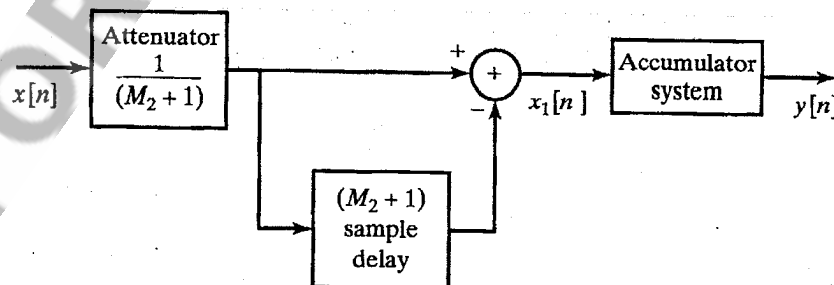 Attenuator
1
(M₂ + 1)
x[n]
+
+
−
x₁[n]
Accumulator
system
y[n]
(M₂ + 1)
sample
delay